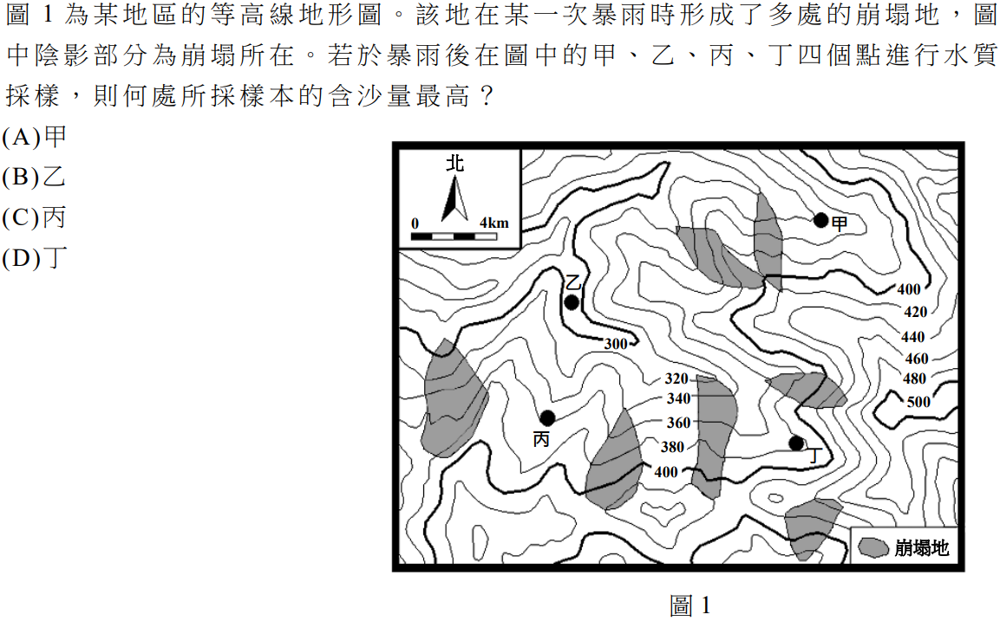 圖 1 為某地區的等高線地形圖。該地在某一次暴雨時形成了多處的崩塌地，圖
中陰影部分為崩塌所在。若於暴雨後在圖中的甲、乙、丙、丁四個點進行水質
採樣，則何處所採樣本的含沙量最高？
(A)甲
(B)乙
(C)丙
(D)丁
北
0 4km
甲
乙
丙
丁
400
420
440
460
480
500
300
320
340
360
380
400
崩塌地
圖 1